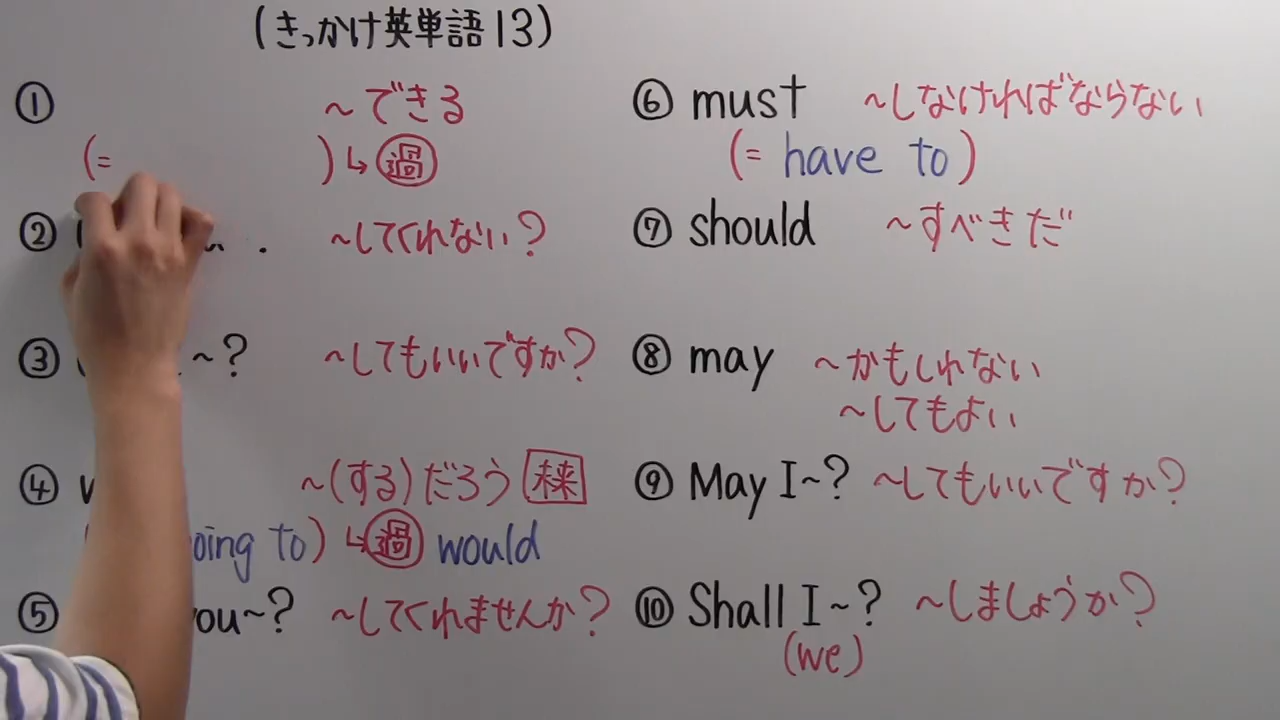 (きっかけ英単語13)
① ~できる
(= )↳過
② ~してくれない?
③ ~? ~してもいいですか?
④ ~(する)だろう 未来
oing to) ↳過 would
⑤ you~? ~してくれませんか?
⑥ must ~しなければならない
(= have to)
⑦ should ~すべきだ
⑧ may ~かもしれない
~してもよい
⑨ May I~? ~してもいいですか?
⑩ Shall I~? ~しましょうか?
(we)